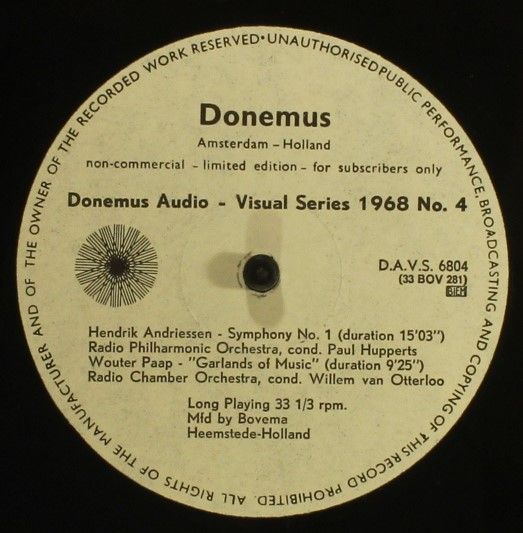 ALL RIGHTS OF THE MANUFACTURER AND OF THE OWNER OF THE RECORDED WORK RESERVED•UNAUTHORISED PUBLIC PERFORMANCE, BROADCASTING AND COPYING OF THIS RECORD PROHIBITED.
Donemus
Amsterdam – Holland
non-commercial – limited edition – for subscribers only
Donemus Audio - Visual Series 1968 No. 4
D.A.V.S. 6804
(33 BOV 281)
BIEM
Hendrik Andriessen - Symphony No. 1 (duration 15'03")
Radio Philharmonic Orchestra, cond. Paul Hupperts
Wouter Paap - "Garlands of Music" (duration 9'25")
Radio Chamber Orchestra, cond. Willem van Otterloo
Long Playing 33 1/3 rpm.
Mfd by Bovema
Heemstede-Holland